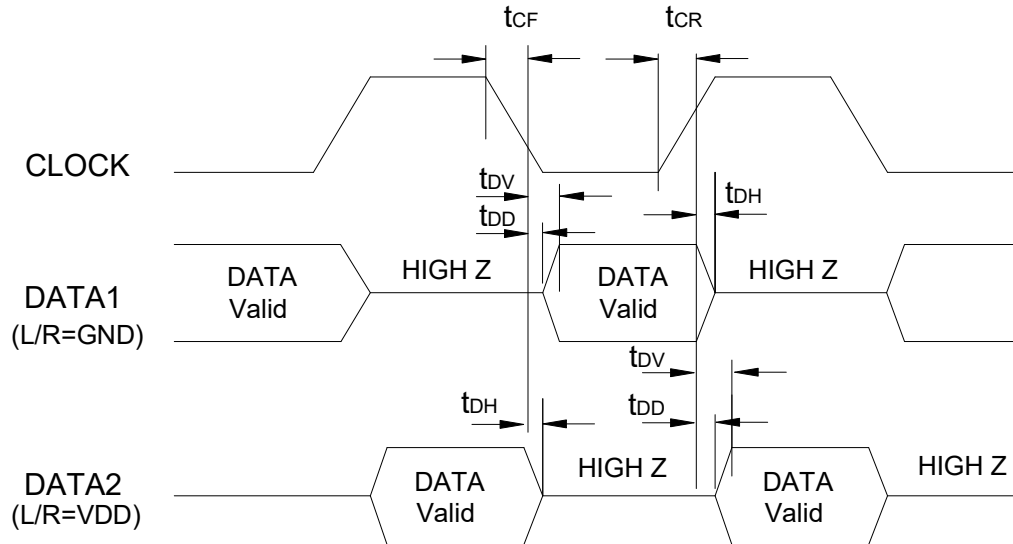 tCF
tCR
CLOCK
tDV
tDH
tDD
DATA1
(L/R=GND)
DATA
Valid
HIGH Z
DATA
Valid
HIGH Z
tDV
tDH
tDD
DATA2
(L/R=VDD)
DATA
Valid
HIGH Z
DATA
Valid
HIGH Z